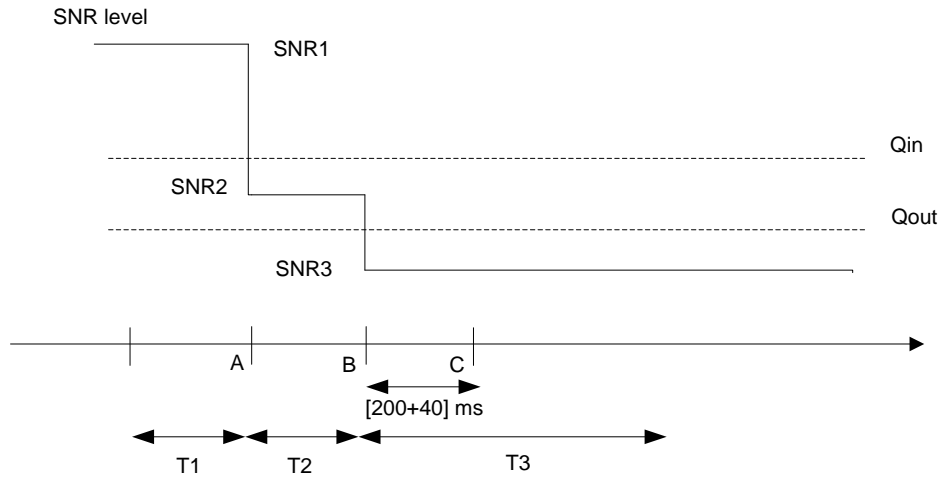 SNR level
SNR1
Qin
SNR2
Qout
SNR3
A
B
C
[200+40] ms
T1
T2
T3